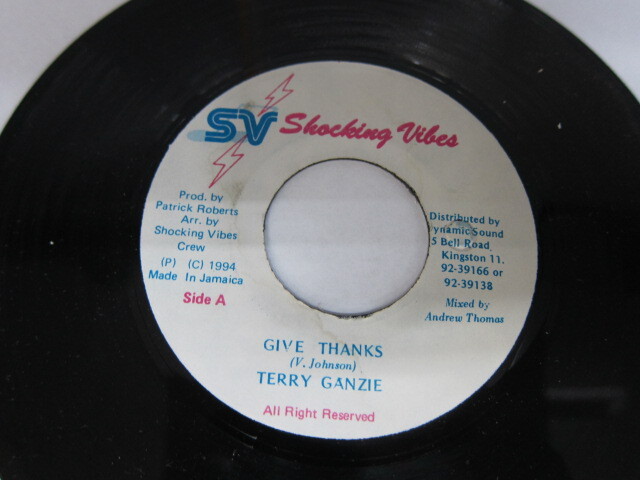 SV Shocking Vibes
Prod. by
Patrick Roberts
Arr. by
Shocking Vibes
Crew
(P) (C) 1994
Made In Jamaica
Side A
Distributed by
ynamic Sound
5 Bell Road
Kingston 11.
92-39166 or
92-39138
Mixed by
Andrew Thomas
GIVE THANKS
(V. Johnson)
TERRY GANZIE
All Right Reserved